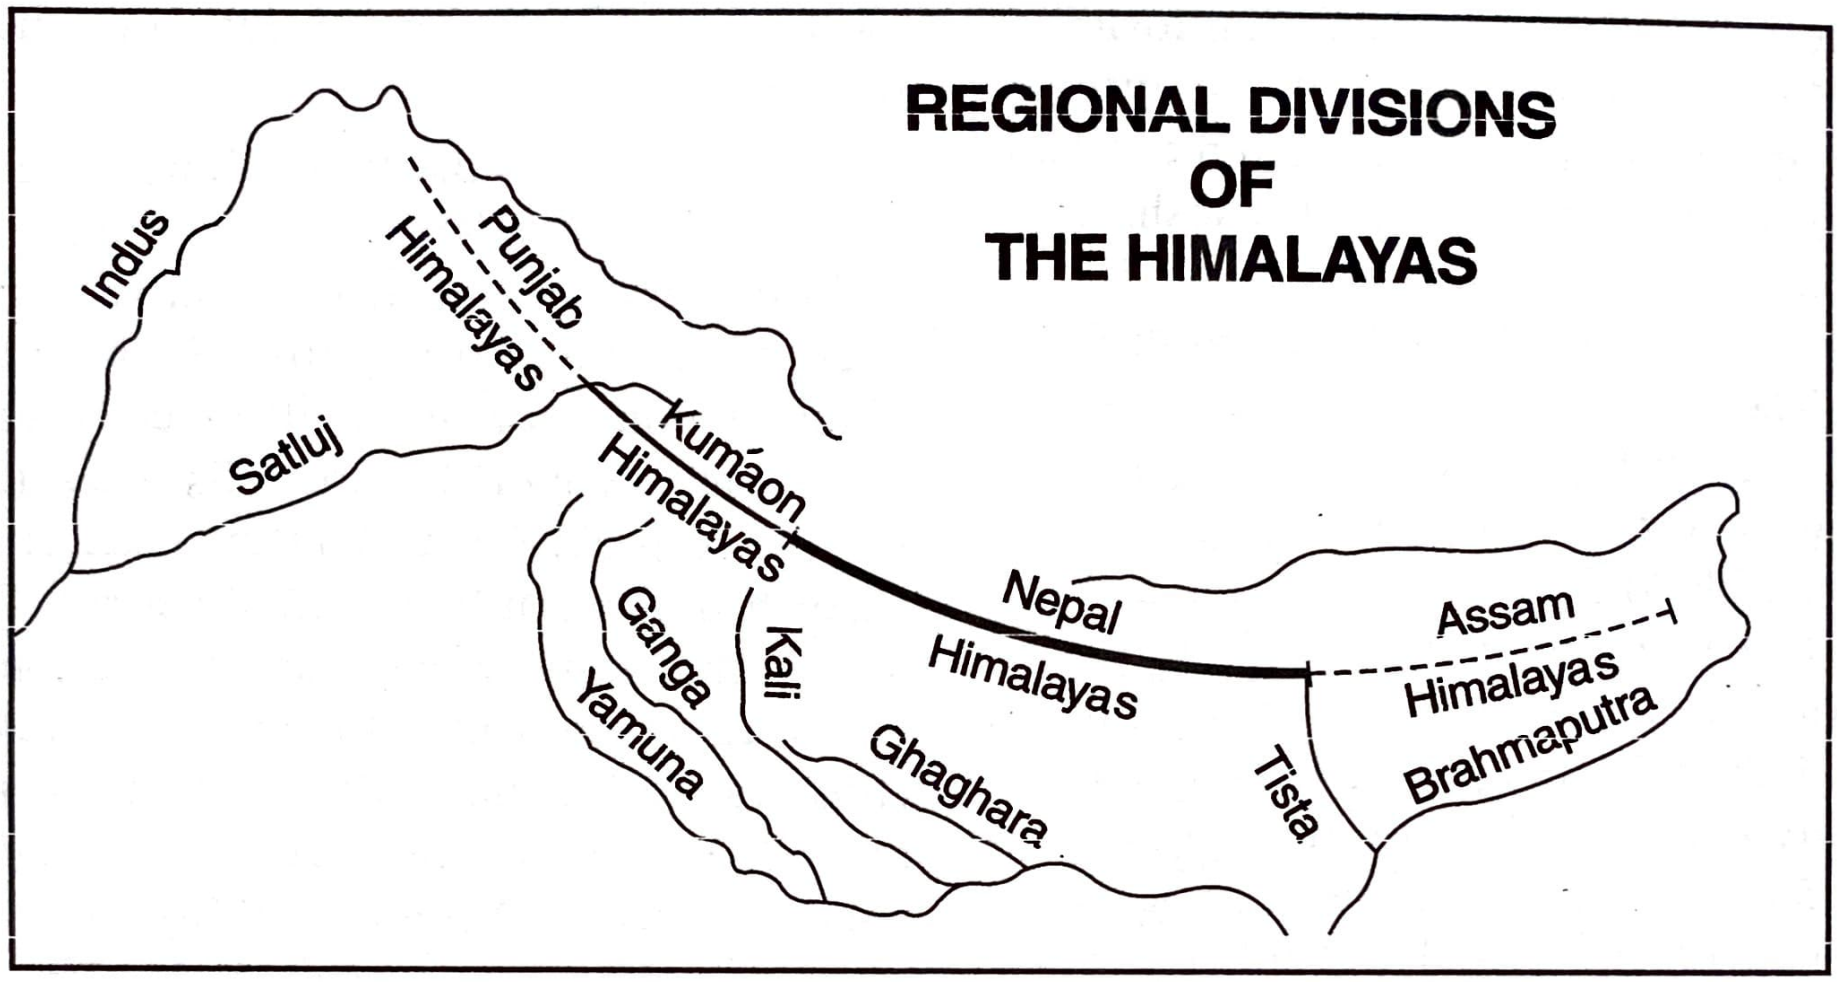 REGIONAL DIVISIONS
OF
THE HIMALAYAS
Indus
Punjab
Himalayas
Satluj
Kumáon
Himalayas
Nepal
Himalayas
Assam
Himalayas
Ganga
Yamuna
Kali
Ghaghara
Tista
Brahmaputra